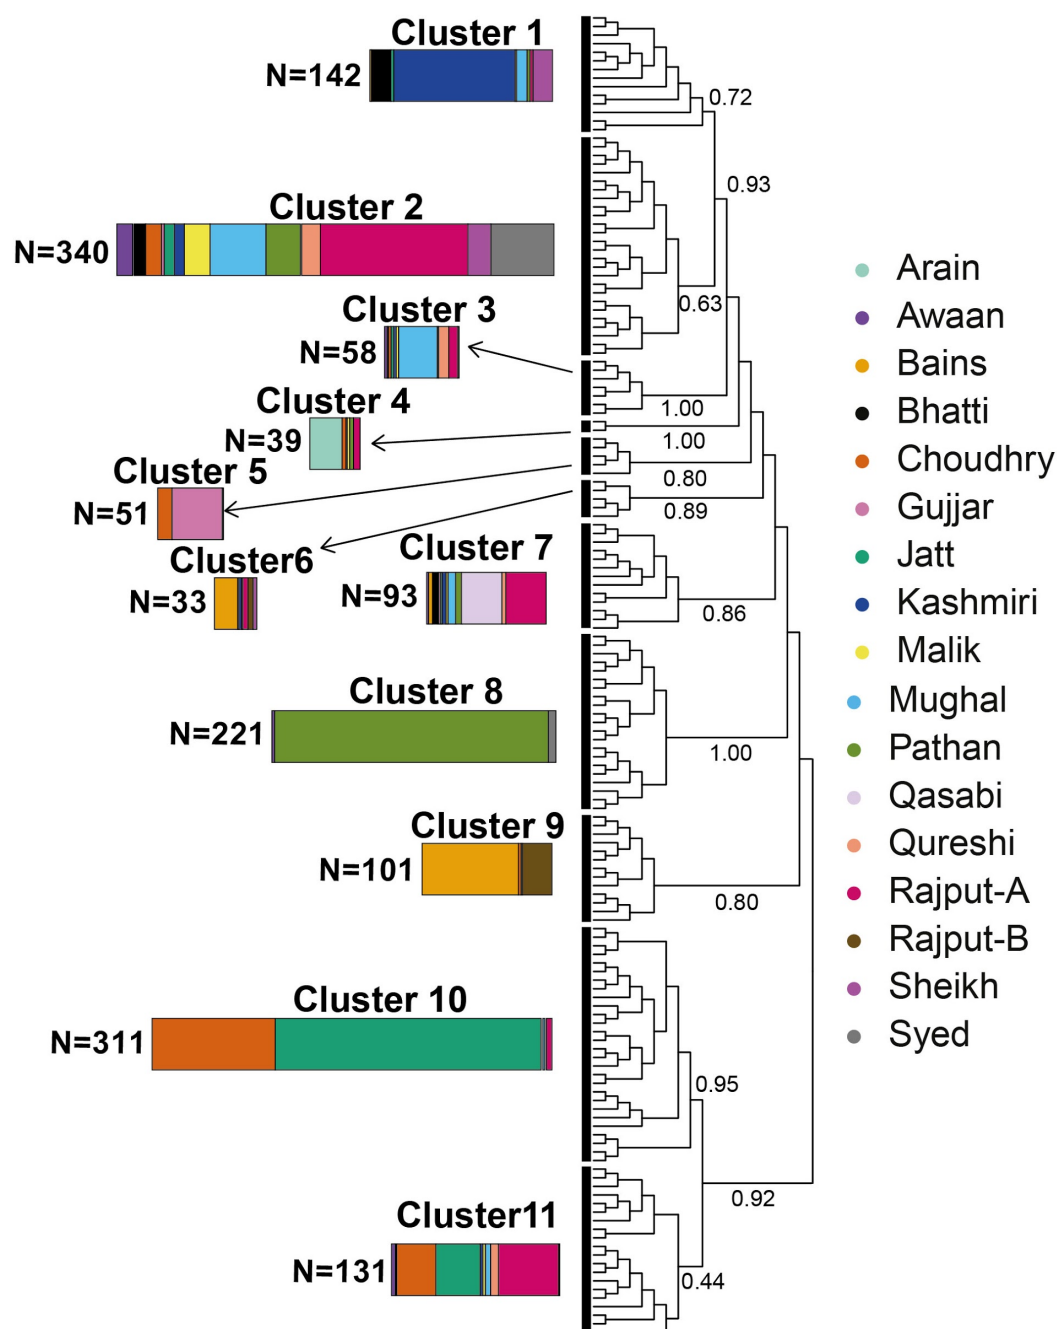 Cluster 1
N=142
0.72
0.93
Cluster 2
N=340
Cluster 3
0.63
N=58
Cluster 4
1.00
N=39
1.00
Cluster 5
0.80
N=51
0.89
Cluster6
Cluster 7
N=33
N=93
0.86
Cluster 8
N=221
1.00
Cluster 9
N=101
0.80
Cluster 10
N=311
0.95
0.92
Cluster11
N=131
0.44
Arain
Awaan
Bains
Bhatti
Choudhry
Gujjar
Jatt
Kashmiri
Malik
Mughal
Pathan
Qasabi
Qureshi
Rajput-A
Rajput-B
Sheikh
Syed